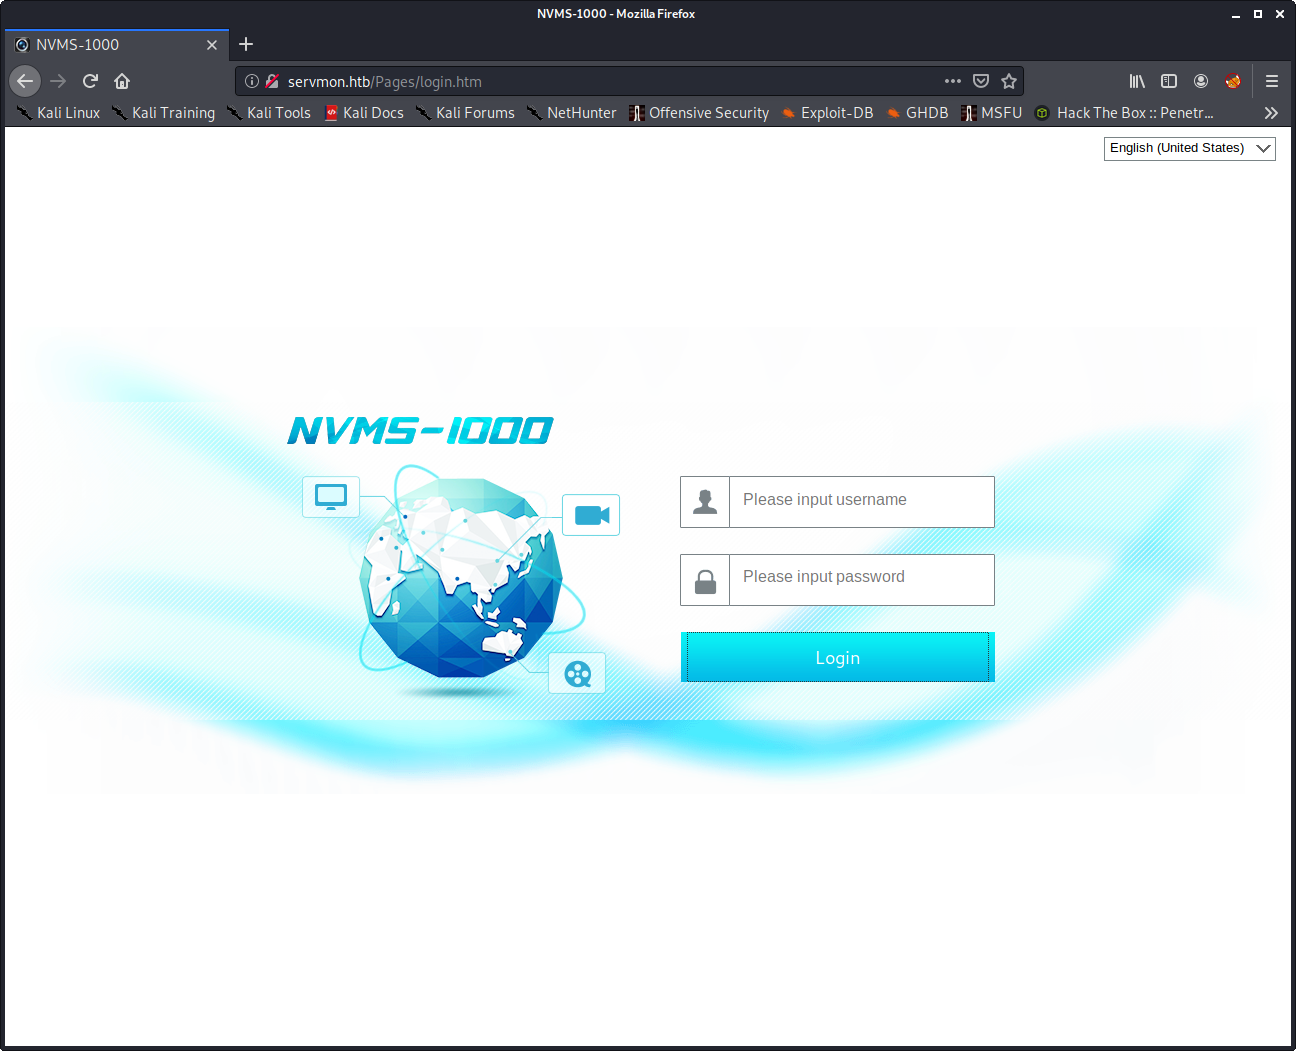 NVMS-1000 - Mozilla Firefox
NVMS-1000
servmon.htb/Pages/login.htm
Kali Linux Kali Training Kali Tools Kali Docs Kali Forums NetHunter Offensive Security Exploit-DB GHDB MSFU Hack The Box :: Penetr...
English (United States)
NVMS-1000
Please input username
Please input password
Login